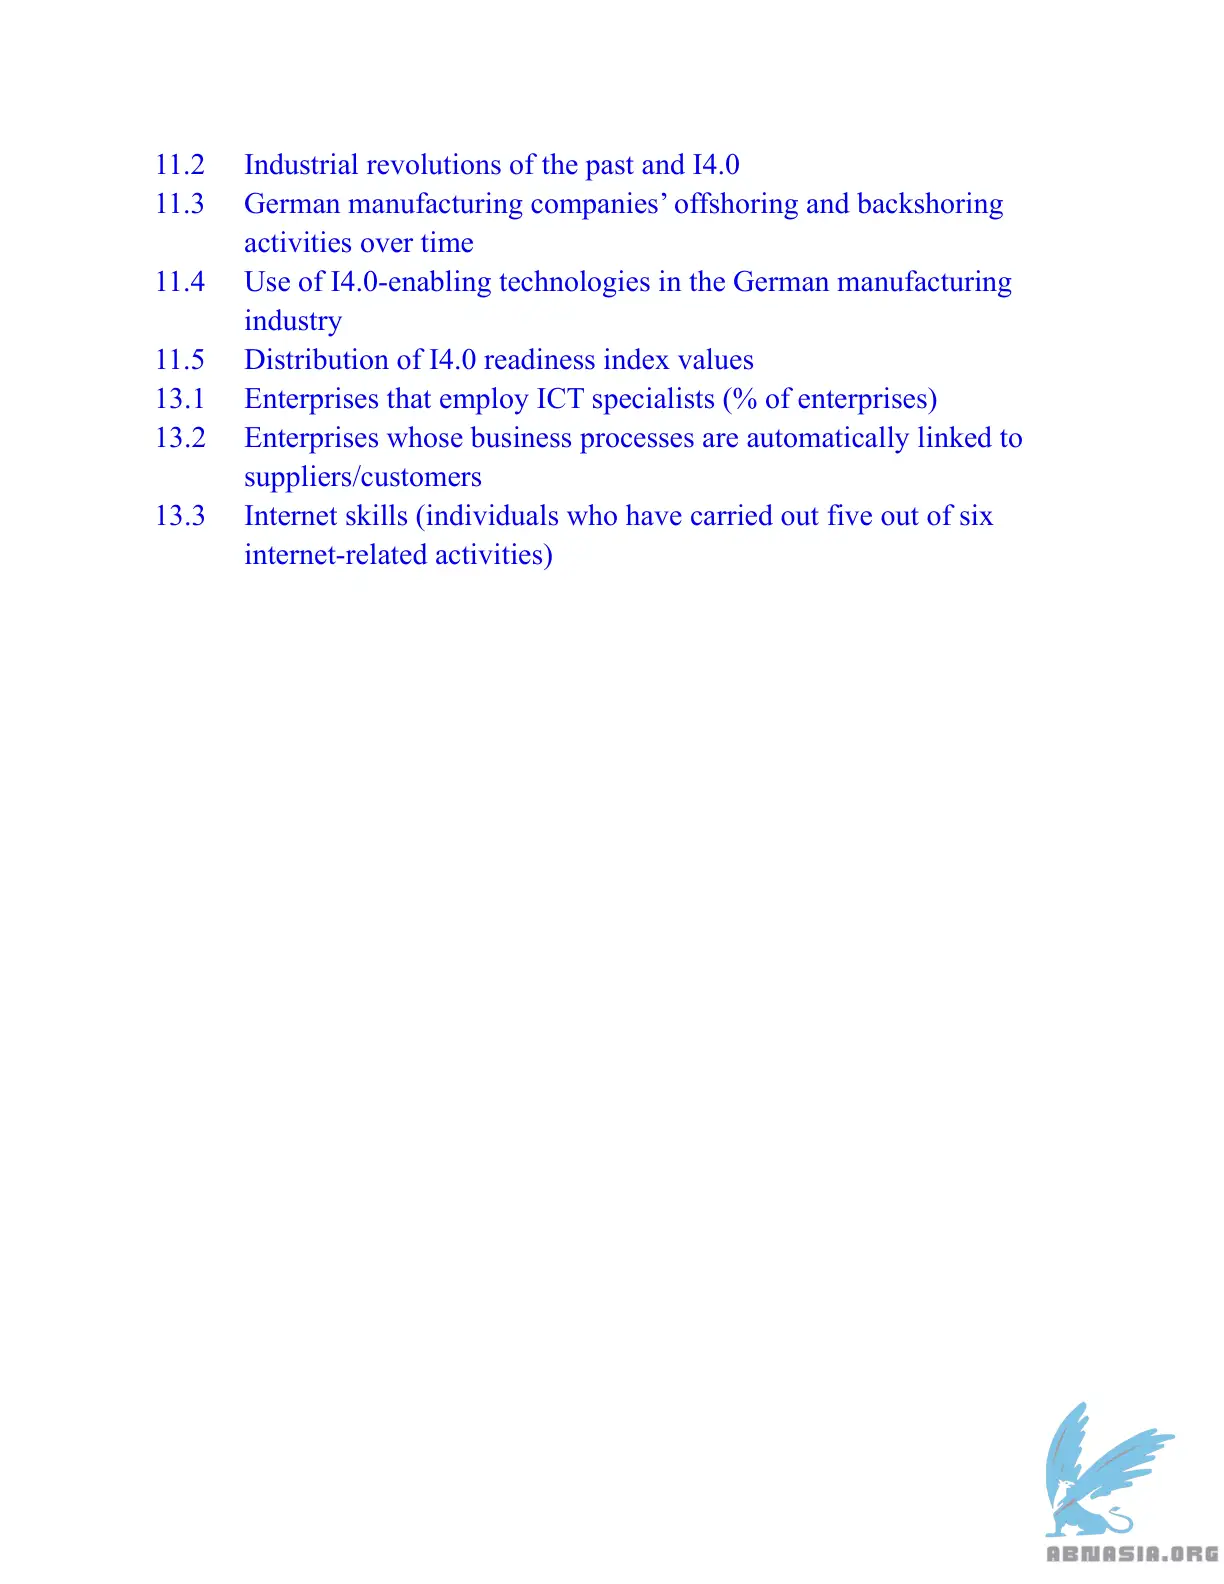 11.2 Industrial revolutions of the past and I4.0
11.3 German manufacturing companies’ offshoring and backshoring
activities over time
11.4 Use of I4.0-enabling technologies in the German manufacturing
industry
11.5 Distribution of I4.0 readiness index values
13.1 Enterprises that employ ICT specialists (% of enterprises)
13.2 Enterprises whose business processes are automatically linked to
suppliers/customers
13.3 Internet skills (individuals who have carried out five out of six
internet-related activities)
ABNASIA.ORG